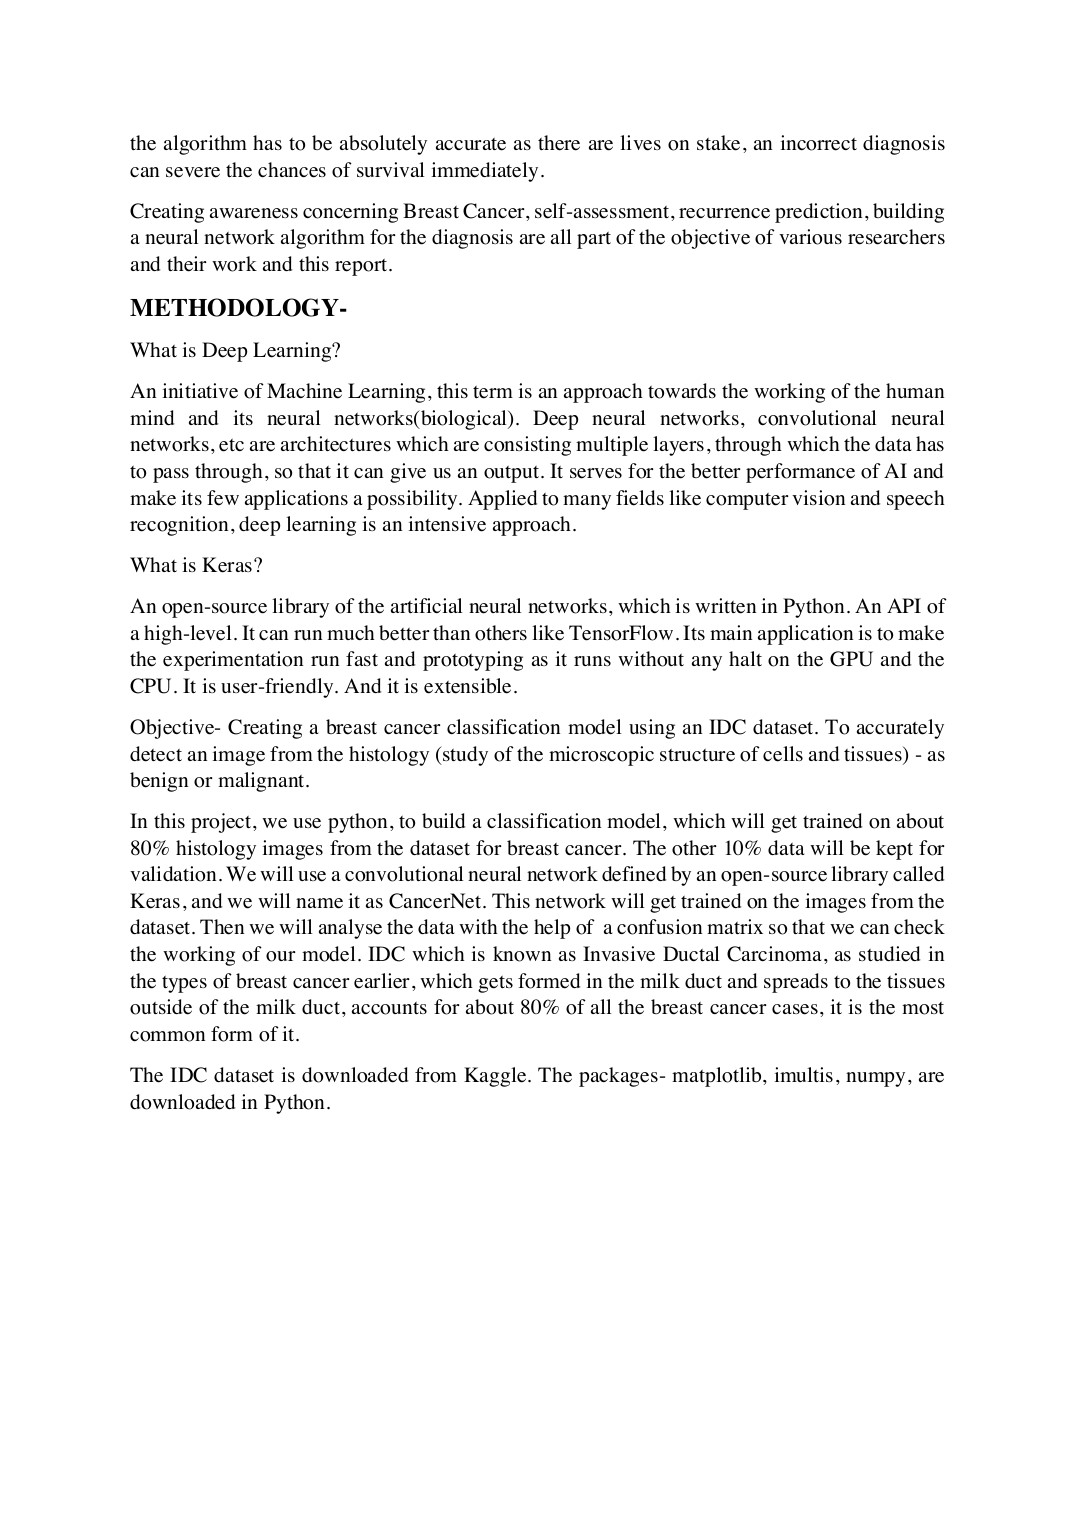 the algorithm has to be absolutely accurate as there are lives on stake, an incorrect diagnosis
can severe the chances of survival immediately.
Creating awareness concerning Breast Cancer, self-assessment, recurrence prediction, building
a neural network algorithm for the diagnosis are all part of the objective of various researchers
and their work and this report.
METHODOLOGY-
What is Deep Learning?
An initiative of Machine Learning, this term is an approach towards the working of the human
mind and its neural networks(biological). Deep neural networks, convolutional neural
networks, etc are architectures which are consisting multiple layers, through which the data has
to pass through, so that it can give us an output. It serves for the better performance of AI and
make its few applications a possibility. Applied to many fields like computer vision and speech
recognition, deep learning is an intensive approach.
What is Keras?
An open-source library of the artificial neural networks, which is written in Python. An API of
a high-level. It can run much better than others like TensorFlow. Its main application is to make
the experimentation run fast and prototyping as it runs without any halt on the GPU and the
CPU. It is user-friendly. And it is extensible.
Objective- Creating a breast cancer classification model using an IDC dataset. To accurately
detect an image from the histology (study of the microscopic structure of cells and tissues) - as
benign or malignant.
In this project, we use python, to build a classification model, which will get trained on about
80% histology images from the dataset for breast cancer. The other 10% data will be kept for
validation. We will use a convolutional neural network defined by an open-source library called
Keras, and we will name it as CancerNet. This network will get trained on the images from the
dataset. Then we will analyse the data with the help of a confusion matrix so that we can check
the working of our model. IDC which is known as Invasive Ductal Carcinoma, as studied in
the types of breast cancer earlier, which gets formed in the milk duct and spreads to the tissues
outside of the milk duct, accounts for about 80% of all the breast cancer cases, it is the most
common form of it.
The IDC dataset is downloaded from Kaggle. The packages- matplotlib, imultis, numpy, are
downloaded in Python.